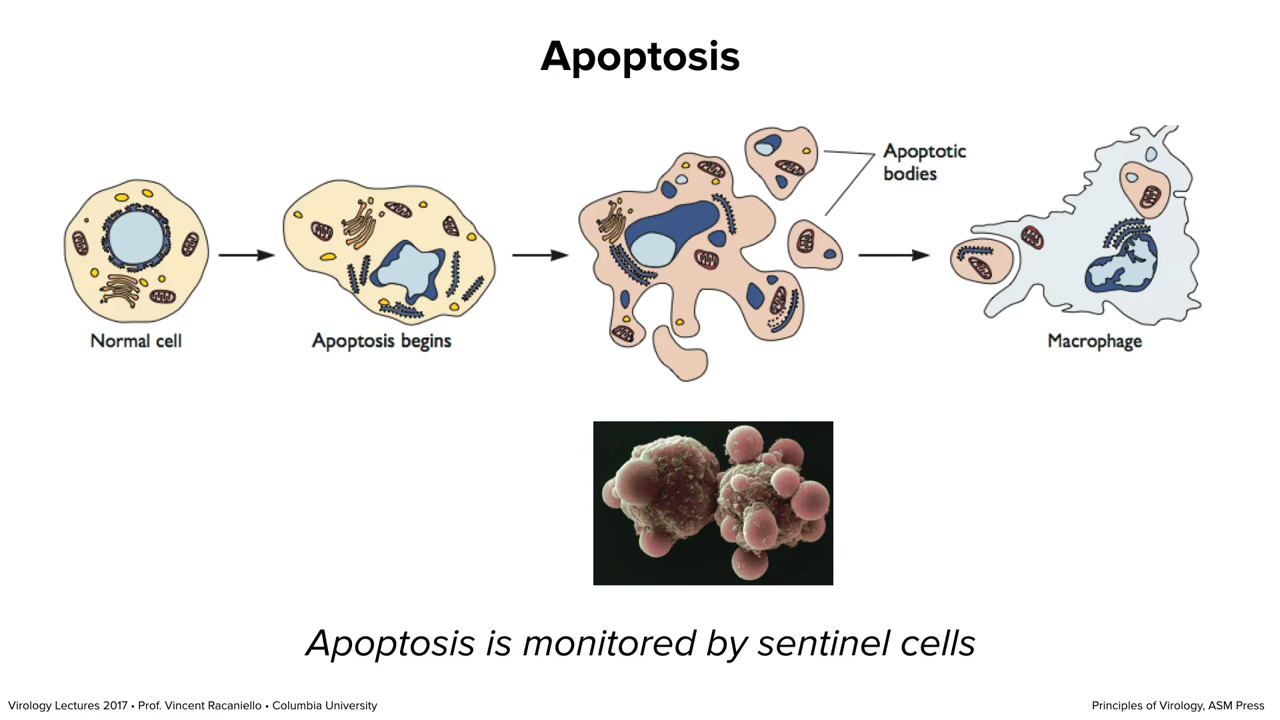 Apoptosis
Apoptotic
bodies
Normal cell
Apoptosis begins
Macrophage
Apoptosis is monitored by sentinel cells
Virology Lectures 2017 • Prof. Vincent Racaniello • Columbia University
Principles of Virology, ASM Press